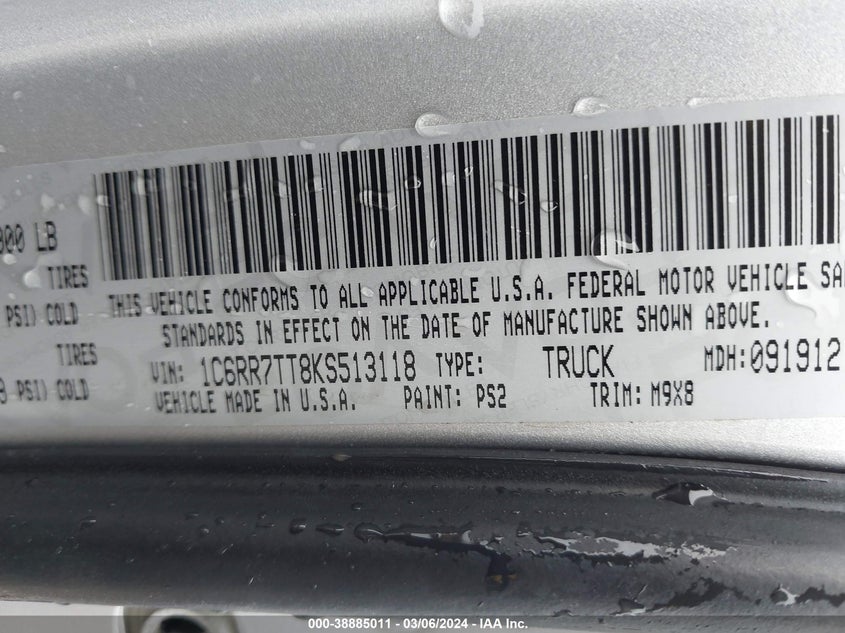 900 LB
TIRES
PSI) COLD
TIRES
PSI) COLD
THIS VEHICLE CONFORMS TO ALL APPLICABLE U.S.A. FEDERAL MOTOR VEHICLE SA
STANDARDS IN EFFECT ON THE DATE OF MANUFACTURE SHOWN ABOVE.
VIN: 1C6RR7TT8KS513118 TYPE: TRUCK MDH: 091912
VEHICLE MADE IN U.S.A. PAINT: PS2 TRIM: M9X8
000-38885011 - 03/06/2024 - IAA Inc.